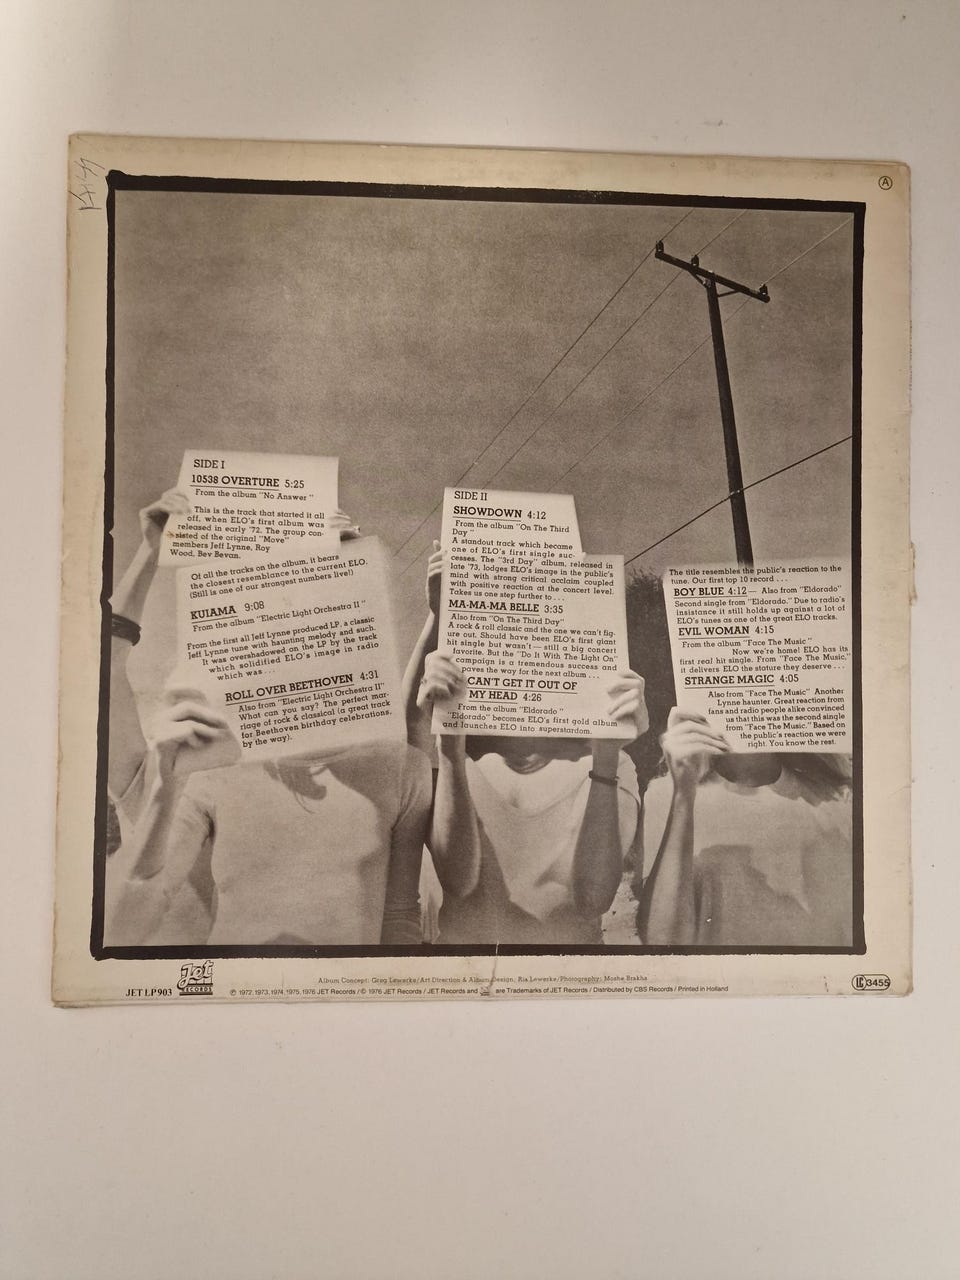 A
SIDE I
10538 OVERTURE 5:25
From the album "No Answer"
This is the track that started it all
off, when ELO's first album was
released in early '72. The group con-
sisted of the original "Move"
members Jeff Lynne, Roy
Wood, Bev Bevan.
Of all the tracks on the album, it bears
the closest resemblance to the current ELO.
(Still is one of our strongest numbers live!)
KUIAMA 9:08
From the album "Electric Light Orchestra II"
From the first all Jeff Lynne produced LP, a classic
Jeff Lynne tune with haunting melody and such.
It was overshadowed on the LP by the track
which solidified ELO's image in radio
which was . . .
ROLL OVER BEETHOVEN 4:31
Also from "Electric Light Orchestra II"
What can you say? The perfect mar-
riage of rock & classical (a great track
for Beethoven birthday celebrations,
by the way).
SIDE II
SHOWDOWN 4:12
From the album "On The Third
Day"
A standout track which became
one of ELO's first single suc-
cesses. The "3rd Day" album, released in
late '73, lodges ELO's image in the public's
mind with strong critical acclaim coupled
with positive reaction at the concert level.
Takes us one step further to . . .
MA-MA-MA BELLE 3:35
Also from "On The Third Day"
A rock & roll classic and the one we can't fig-
ure out. Should have been ELO's first giant
hit single but wasn't — still a big concert
favorite. But the "Do It With The Light On"
campaign is a tremendous success and
paves the way for the next album . . .
CAN'T GET IT OUT OF
MY HEAD 4:26
From the album "Eldorado"
"Eldorado" becomes ELO's first gold album
and launches ELO into superstardom.
The title resembles the public's reaction to the
tune. Our first top 10 record . . .
BOY BLUE 4:12 — Also from "Eldorado"
Second single from "Eldorado." Due to radio's
insistance it still holds up against a lot of
ELO's tunes as one of the great ELO tracks.
EVIL WOMAN 4:15
From the album "Face The Music"
Now we're home! ELO has its
first real hit single. From "Face The Music,"
it delivers ELO the stature they deserve . . .
STRANGE MAGIC 4:05
Also from "Face The Music" Another
Lynne haunter. Great reaction from
fans and radio people alike convinced
us that this was the second single
from "Face The Music." Based on
the public's reaction we were
right. You know the rest.
Jet
RECORDS
JET LP 903
Album Concept: Greg Lewerke/Art Direction & Album Design: Ria Lewerke/Photography: Moshe Brakha
℗ 1972, 1973, 1974, 1975, 1976 JET Records / © 1976 JET Records / JET Records and Jet are Trademarks of JET Records / Distributed by CBS Records / Printed in Holland
LC 3455